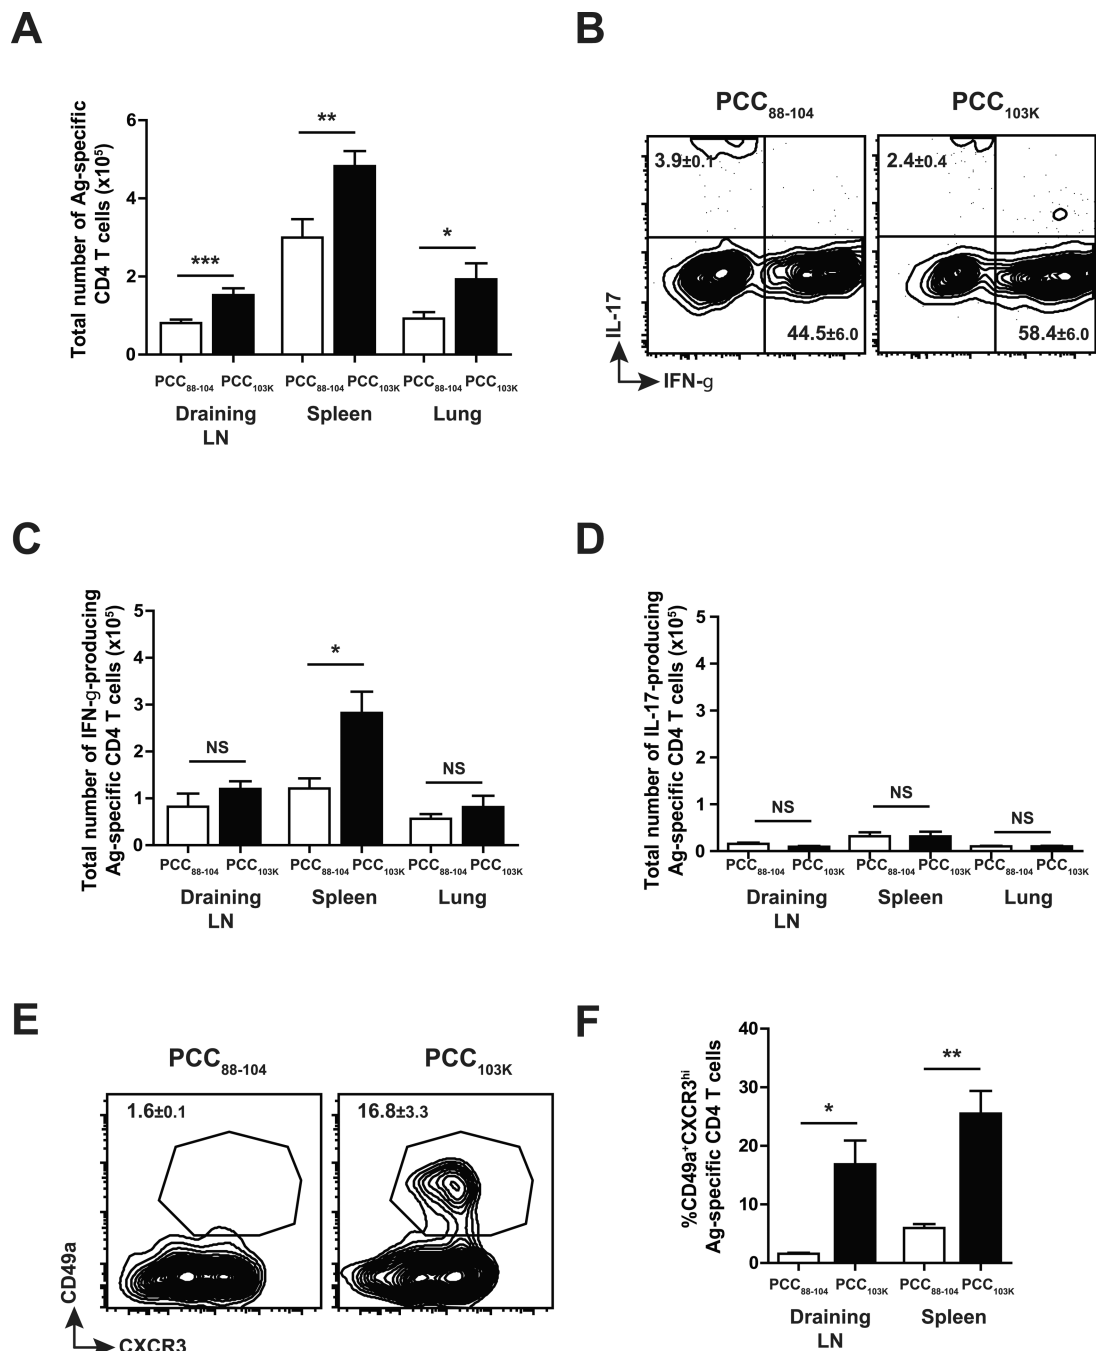 A
Total number of Ag-specific
CD4 T cells (x10⁵)
6
4
2
0
***
**
*
PCC88-104 PCC103K PCC88-104 PCC103K PCC88-104 PCC103K
Draining Spleen Lung
LN
B
PCC88-104 PCC103K
3.9±0.1 2.4±0.4
44.5±6.0 58.4±6.0
IL-17
IFN-g
C
Total number of IFN-g-producing
Ag-specific CD4 T cells (x10⁵)
5
4
3
2
1
0
NS
*
NS
PCC88-104 PCC103K PCC88-104 PCC103K PCC88-104 PCC103K
Draining Spleen Lung
LN
D
Total number of IL-17-producing
Ag-specific CD4 T cells (x10⁵)
5
4
3
2
1
0
NS
NS
NS
PCC88-104 PCC103K PCC88-104 PCC103K PCC88-104 PCC103K
Draining Spleen Lung
LN
E
PCC88-104 PCC103K
1.6±0.1 16.8±3.3
CD49a
CXCR3
F
%CD49a⁺CXCR3ʰⁱ
Ag-specific CD4 T cells
40
30
20
10
0
*
**
PCC88-104 PCC103K PCC88-104 PCC103K
Draining Spleen
LN